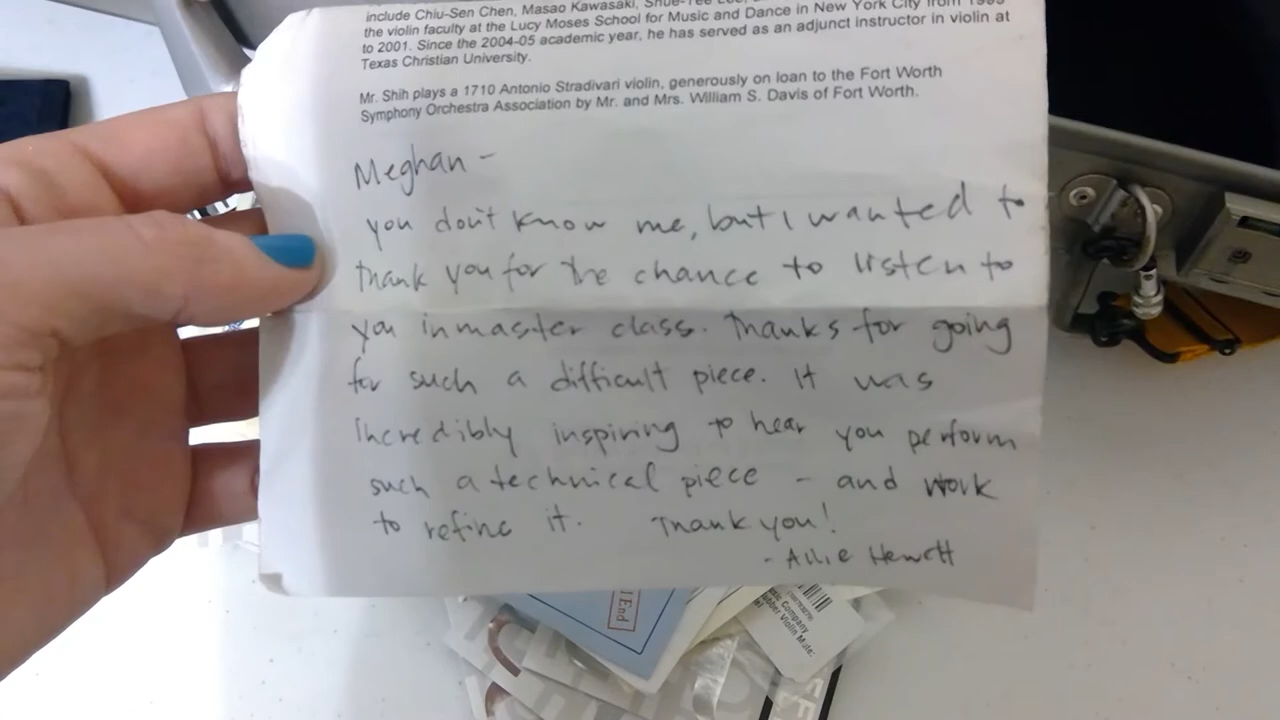 include Chiu-Sen Chen, Masao Kawasaki,
the violin faculty at the Lucy Moses School for Music and Dance in New York City from
to 2001. Since the 2004-05 academic year, he has served as an adjunct instructor in violin at
Texas Christian University.
Mr. Shih plays a 1710 Antonio Stradivari violin, generously on loan to the Fort Worth
Symphony Orchestra Association by Mr. and Mrs. William S. Davis of Fort Worth.
Meghan -
you don't know me, but I wanted to
thank you for the chance to listen to
you in master class. Thanks for going
for such a difficult piece. It was
incredibly inspiring to hear you perform
such a technical piece - and work
to refine it. Thank you!
- Allie Hewett
End
Company
Violin Mute